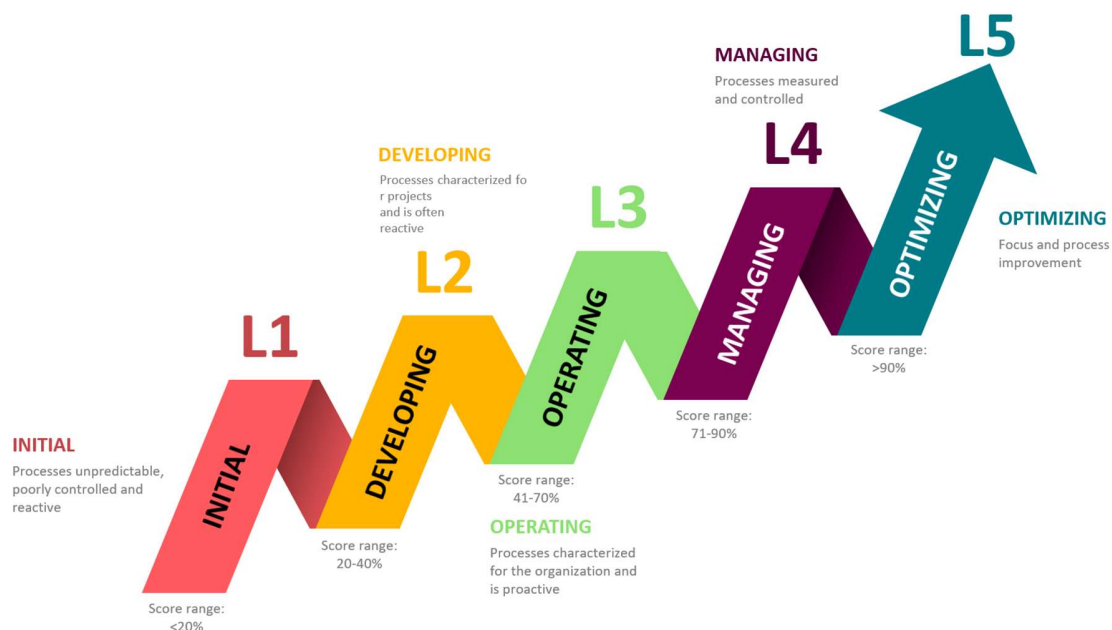 L1
INITIAL
INITIAL
Processes unpredictable,
poorly controlled and
reactive
Score range:
<20%
DEVELOPING
Processes characterized fo
r projects
and is often
reactive
L2
DEVELOPING
Score range:
20-40%
L3
OPERATING
Score range:
41-70%
OPERATING
Processes characterized
for the organization and
is proactive
MANAGING
Processes measured
and controlled
L4
MANAGING
Score range:
71-90%
L5
OPTIMIZING
OPTIMIZING
Focus and process
improvement
Score range:
>90%